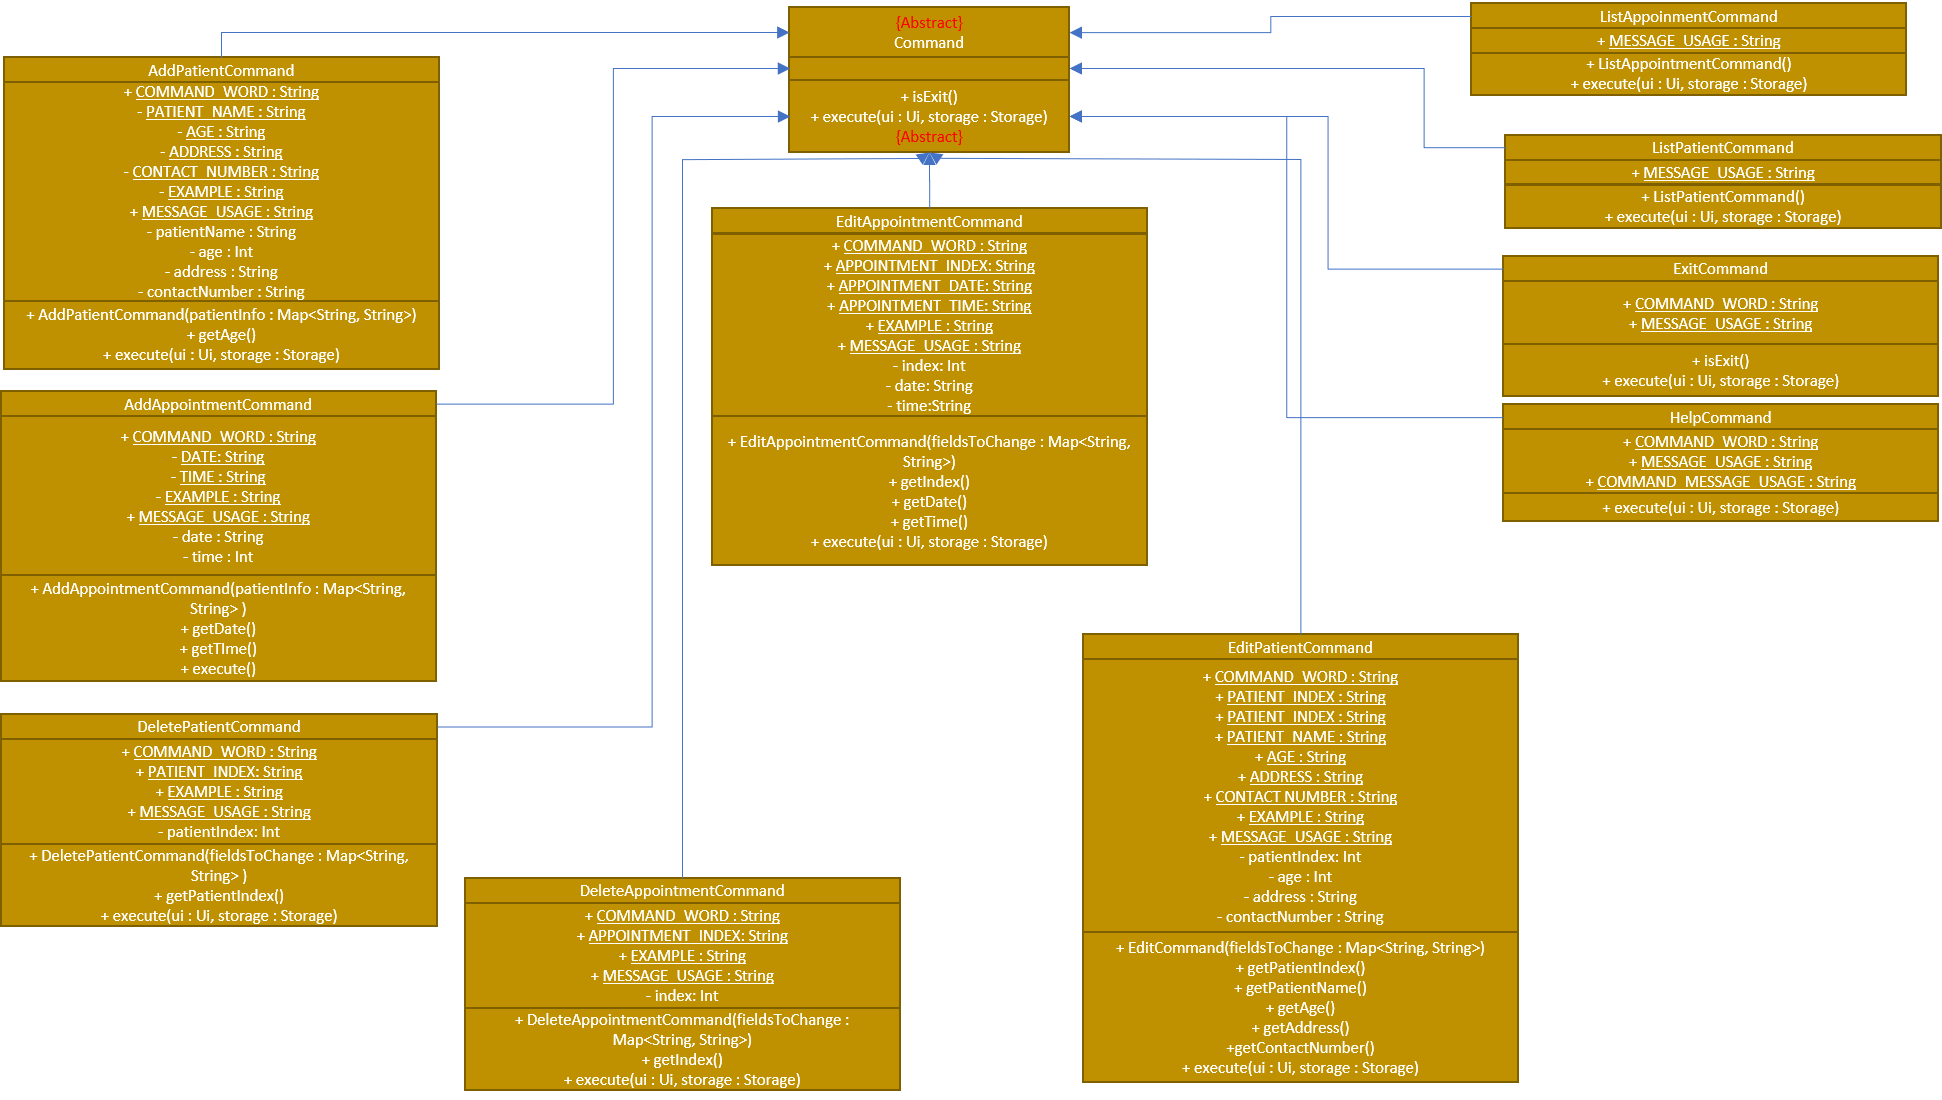 {Abstract}
Command
+ isExit()
+ execute(ui : Ui, storage : Storage)
{Abstract}
AddPatientCommand
+ COMMAND_WORD : String
- PATIENT_NAME : String
- AGE : String
- ADDRESS : String
- CONTACT_NUMBER : String
- EXAMPLE : String
+ MESSAGE_USAGE : String
- patientName : String
- age : Int
- address : String
- contactNumber : String
+ AddPatientCommand(patientInfo : Map<String, String>)
+ getAge()
+ execute(ui : Ui, storage : Storage)
AddAppointmentCommand
+ COMMAND_WORD : String
- DATE: String
- TIME : String
- EXAMPLE : String
+ MESSAGE_USAGE : String
- date : String
- time : Int
+ AddAppointmentCommand(patientInfo : Map<String,
String> )
+ getDate()
+ getTIme()
+ execute()
DeletePatientCommand
+ COMMAND_WORD : String
+ PATIENT_INDEX: String
+ EXAMPLE : String
+ MESSAGE_USAGE : String
- patientIndex: Int
+ DeletePatientCommand(fieldsToChange : Map<String,
String> )
+ getPatientIndex()
+ execute(ui : Ui, storage : Storage)
DeleteAppointmentCommand
+ COMMAND_WORD : String
+ APPOINTMENT_INDEX: String
+ EXAMPLE : String
+ MESSAGE_USAGE : String
- index: Int
+ DeleteAppointmentCommand(fieldsToChange :
Map<String, String>)
+ getIndex()
+ execute(ui : Ui, storage : Storage)
EditAppointmentCommand
+ COMMAND_WORD : String
+ APPOINTMENT_INDEX: String
+ APPOINTMENT_DATE: String
+ APPOINTMENT_TIME: String
+ EXAMPLE : String
+ MESSAGE_USAGE : String
- index: Int
- date: String
- time:String
+ EditAppointmentCommand(fieldsToChange : Map<String,
String>)
+ getIndex()
+ getDate()
+ getTime()
+ execute(ui : Ui, storage : Storage)
EditPatientCommand
+ COMMAND_WORD : String
+ PATIENT_INDEX : String
+ PATIENT_INDEX : String
+ PATIENT_NAME : String
+ AGE : String
+ ADDRESS : String
+ CONTACT NUMBER : String
+ EXAMPLE : String
+ MESSAGE_USAGE : String
- patientIndex: Int
- age : Int
- address : String
- contactNumber : String
+ EditCommand(fieldsToChange : Map<String, String>)
+ getPatientIndex()
+ getPatientName()
+ getAge()
+ getAddress()
+getContactNumber()
+ execute(ui : Ui, storage : Storage)
ListAppoinmentCommand
+ MESSAGE_USAGE : String
+ ListAppointmentCommand()
+ execute(ui : Ui, storage : Storage)
ListPatientCommand
+ MESSAGE_USAGE : String
+ ListPatientCommand()
+ execute(ui : Ui, storage : Storage)
ExitCommand
+ COMMAND_WORD : String
+ MESSAGE_USAGE : String
+ isExit()
+ execute(ui : Ui, storage : Storage)
HelpCommand
+ COMMAND_WORD : String
+ MESSAGE_USAGE : String
+ COMMAND_MESSAGE_USAGE : String
+ execute(ui : Ui, storage : Storage)